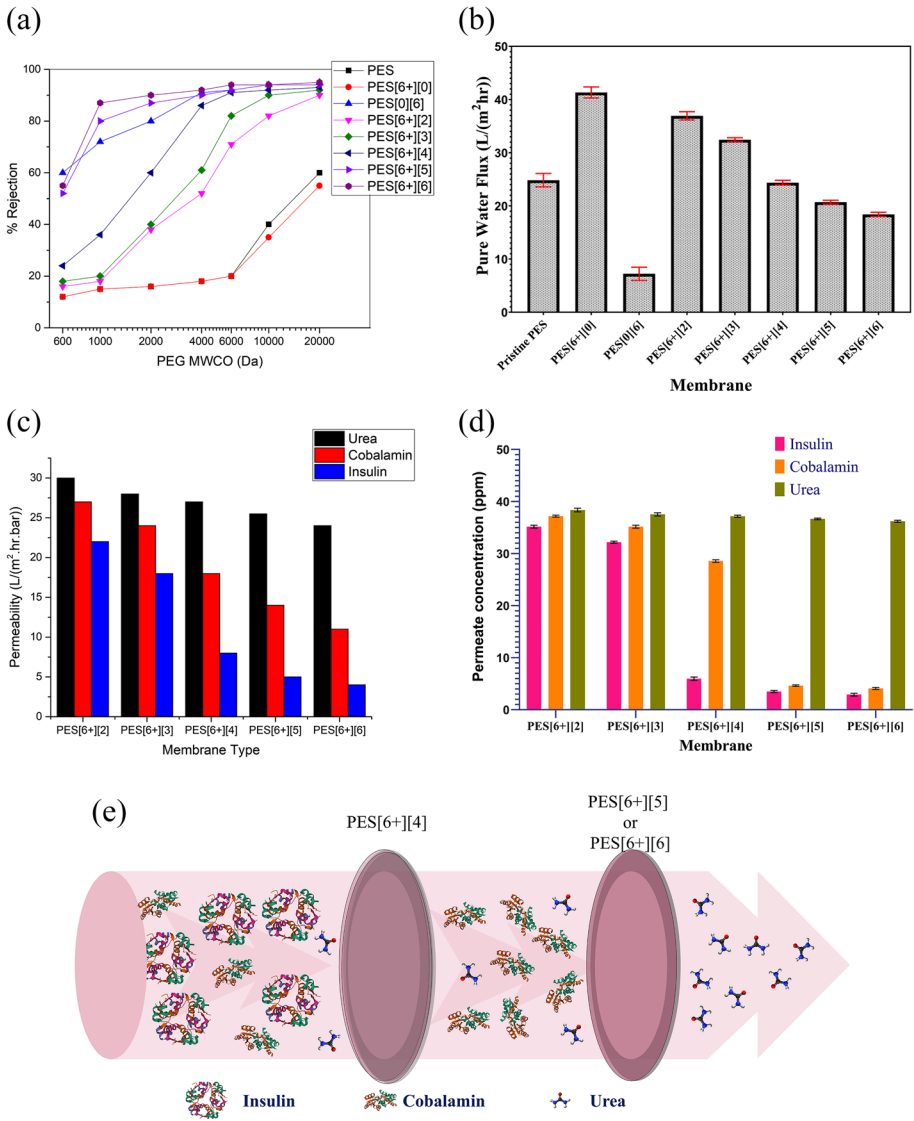 (a)
100
80
60
40
20
0
% Rejection
600 1000 2000 4000 6000 10000 20000
PEG MWCO (Da)
PES
PES[6+][0]
PES[0][6]
PES[6+][2]
PES[6+][3]
PES[6+][4]
PES[6+][5]
PES[6+][6]
(b)
50
40
30
20
10
0
Pure Water Flux (L/(m²hr))
Pristine PES
PES[6+][0]
PES[0][6]
PES[6+][2]
PES[6+][3]
PES[6+][4]
PES[6+][5]
PES[6+][6]
Membrane
(c)
Urea
Cobalamin
Insulin
30
25
20
15
10
5
0
Permeability (L/(m².hr.bar))
PES[6+][2] PES[6+][3] PES[6+][4] PES[6+][5] PES[6+][6]
Membrane Type
(d)
Insulin
Cobalamin
Urea
50
40
30
20
10
0
Permeate concentration (ppm)
PES[6+][2] PES[6+][3] PES[6+][4] PES[6+][5] PES[6+][6]
Membrane
(e)
PES[6+][4]
PES[6+][5]
or
PES[6+][6]
Insulin Cobalamin Urea